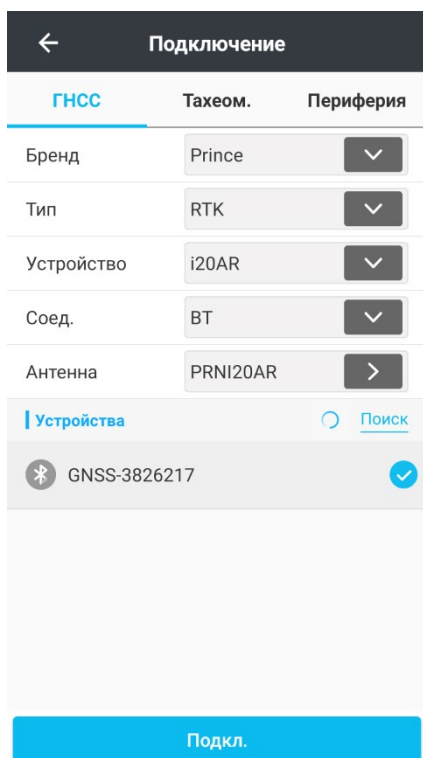 Подключение
ГНСС Тахеом. Периферия
Бренд Prince
Тип RTK
Устройство i20AR
Соед. BT
Антенна PRNI20AR
Устройства Поиск
GNSS-3826217
Подкл.